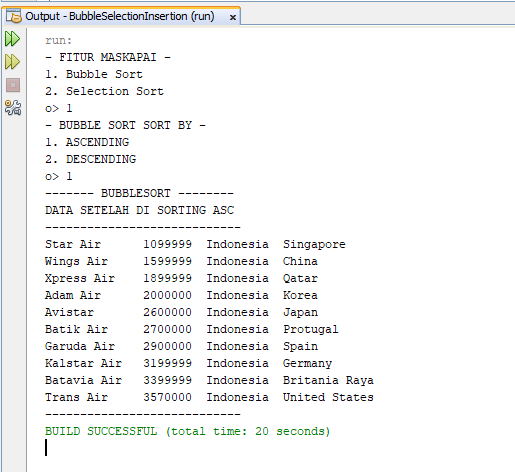 Output - BubbleSelectionInsertion (run)
run:
- FITUR MASKAPAI -
1. Bubble Sort
2. Selection Sort
o> 1
- BUBBLE SORT SORT BY -
1. ASCENDING
2. DESCENDING
o> 1
------- BUBBLESORT --------
DATA SETELAH DI SORTING ASC
----------------------------
Star Air 1099999 Indonesia Singapore
Wings Air 1599999 Indonesia China
Xpress Air 1899999 Indonesia Qatar
Adam Air 2000000 Indonesia Korea
Avistar 2600000 Indonesia Japan
Batik Air 2700000 Indonesia Protugal
Garuda Air 2900000 Indonesia Spain
Kalstar Air 3199999 Indonesia Germany
Batavia Air 3399999 Indonesia Britania Raya
Trans Air 3570000 Indonesia United States
----------------------------
BUILD SUCCESSFUL (total time: 20 seconds)